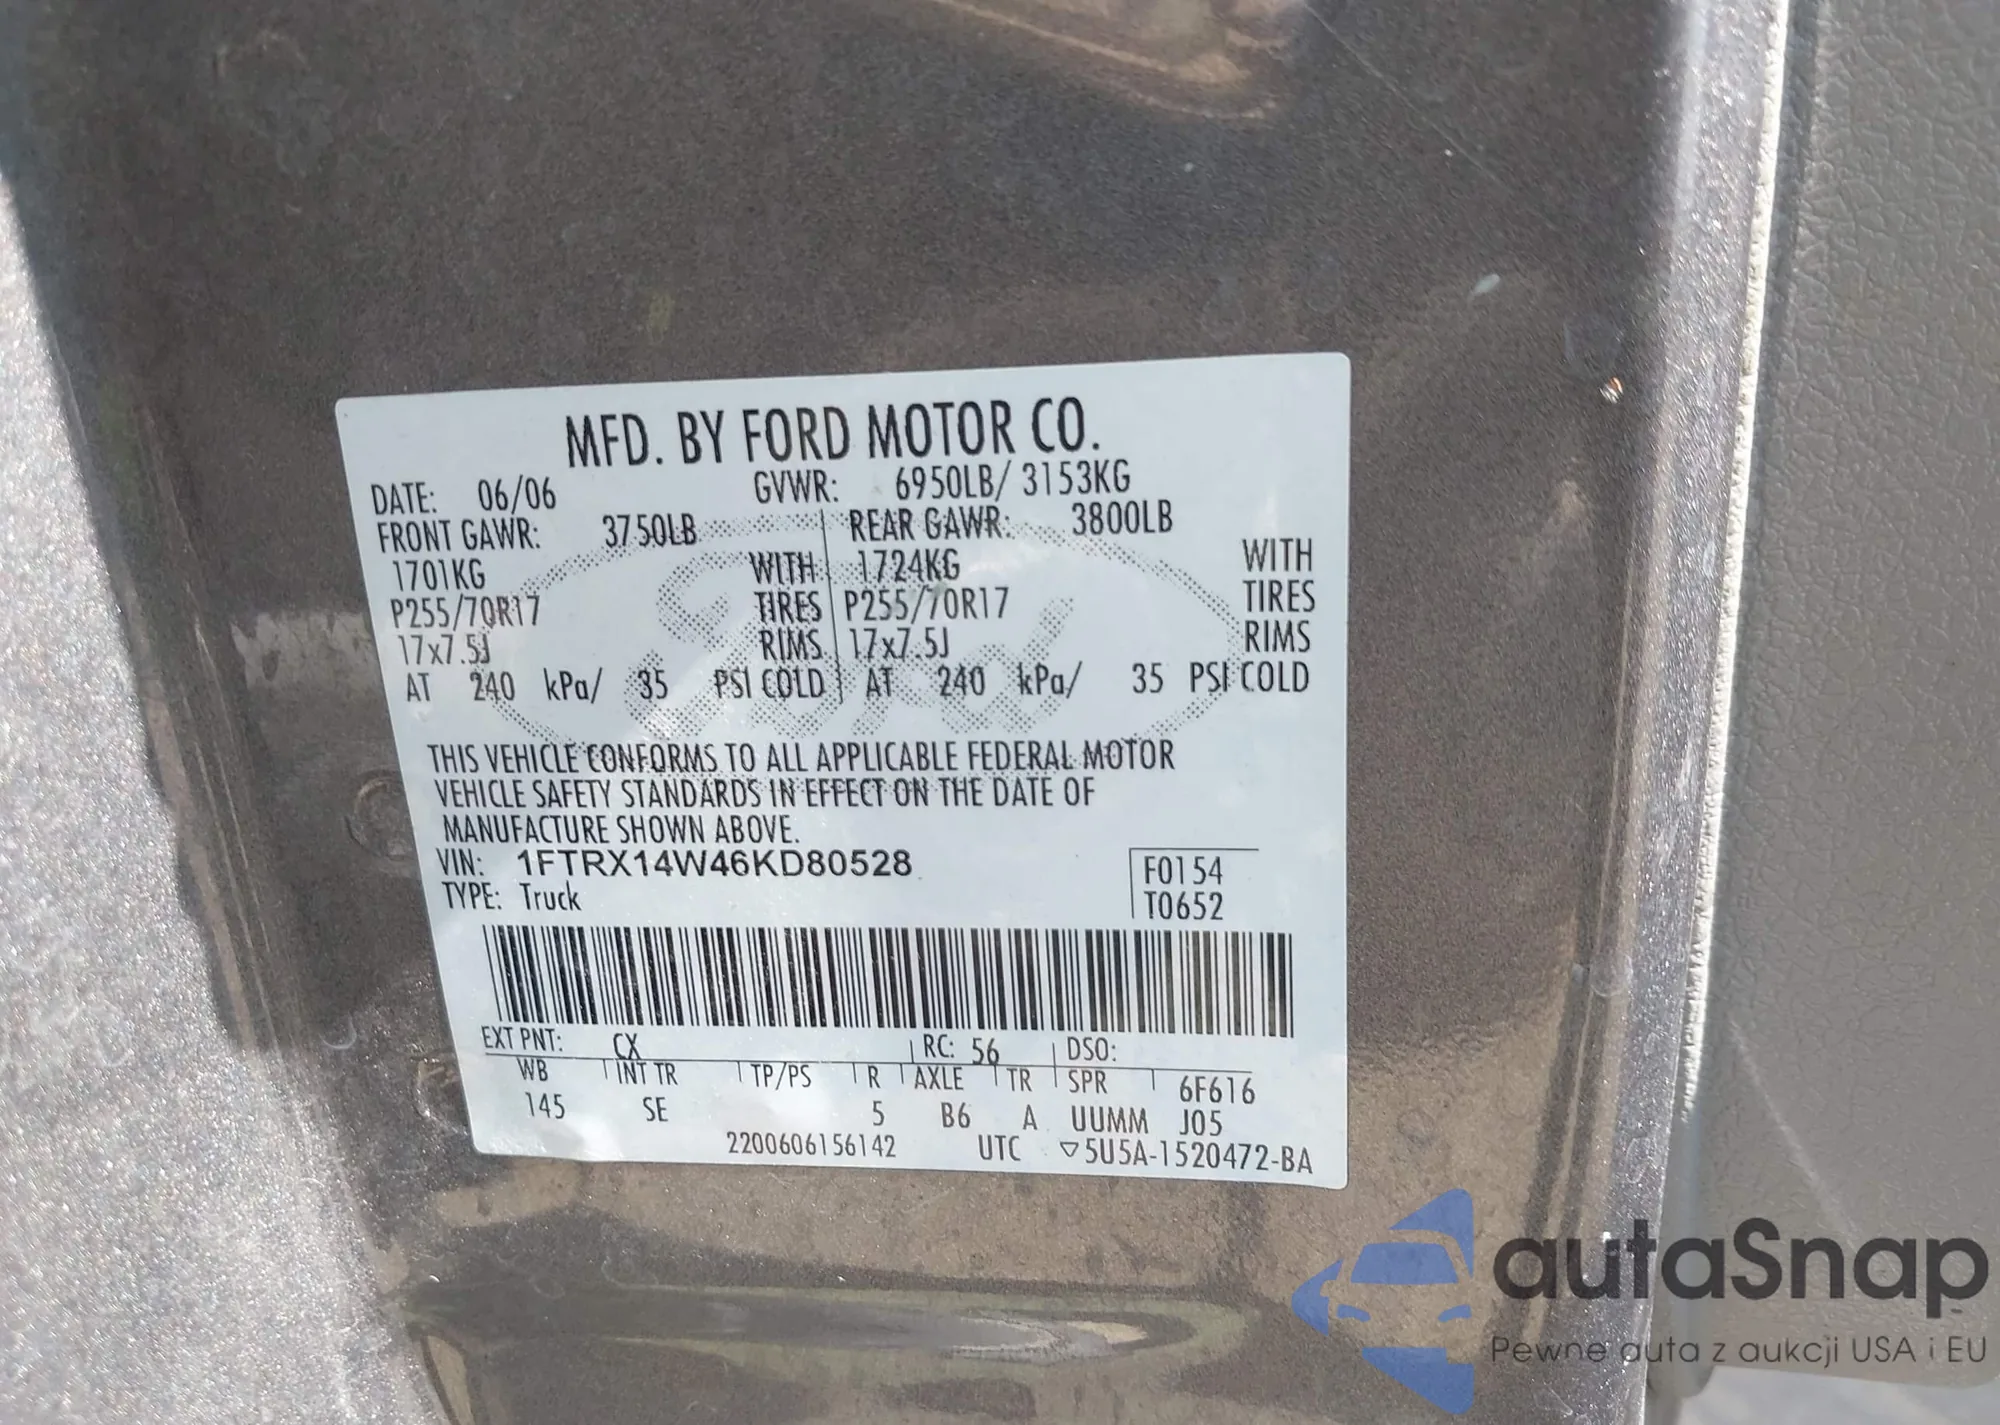 MFD. BY FORD MOTOR CO.
DATE: 06/06 GVWR: 6950LB/ 3153KG
FRONT GAWR: 3750LB REAR GAWR: 3800LB
1701KG WITH 1724KG WITH
P255/70R17 TIRES P255/70R17 TIRES
17x7.5J RIMS 17x7.5J RIMS
AT 240 kPa/ 35 PSI COLD AT 240 kPa/ 35 PSI COLD
Ford
THIS VEHICLE CONFORMS TO ALL APPLICABLE FEDERAL MOTOR
VEHICLE SAFETY STANDARDS IN EFFECT ON THE DATE OF
MANUFACTURE SHOWN ABOVE.
VIN: 1FTRX14W46KD80528 F0154
TYPE: Truck T0652
EXT PNT: CX RC: 56 DSO:
WB INT TR TP/PS R AXLE TR SPR 6F616
145 SE 5 B6 A UUMM J05
2200606156142 UTC ▽5U5A-1520472-BA
autaSnap
Pewne auta z aukcji USA i EU